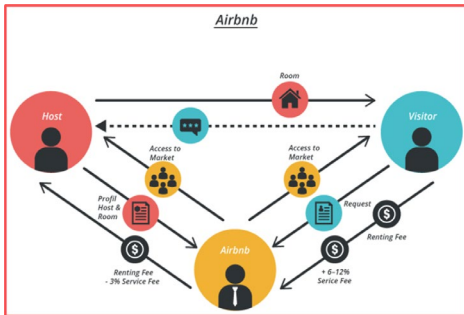 Airbnb
Room
Host
Visitor
Access to
Market
Access to
Market
Profil
Host &
Room
Request
Renting Fee
Airbnb
Renting Fee
- 3% Service Fee
+ 6-12%
Serice Fee